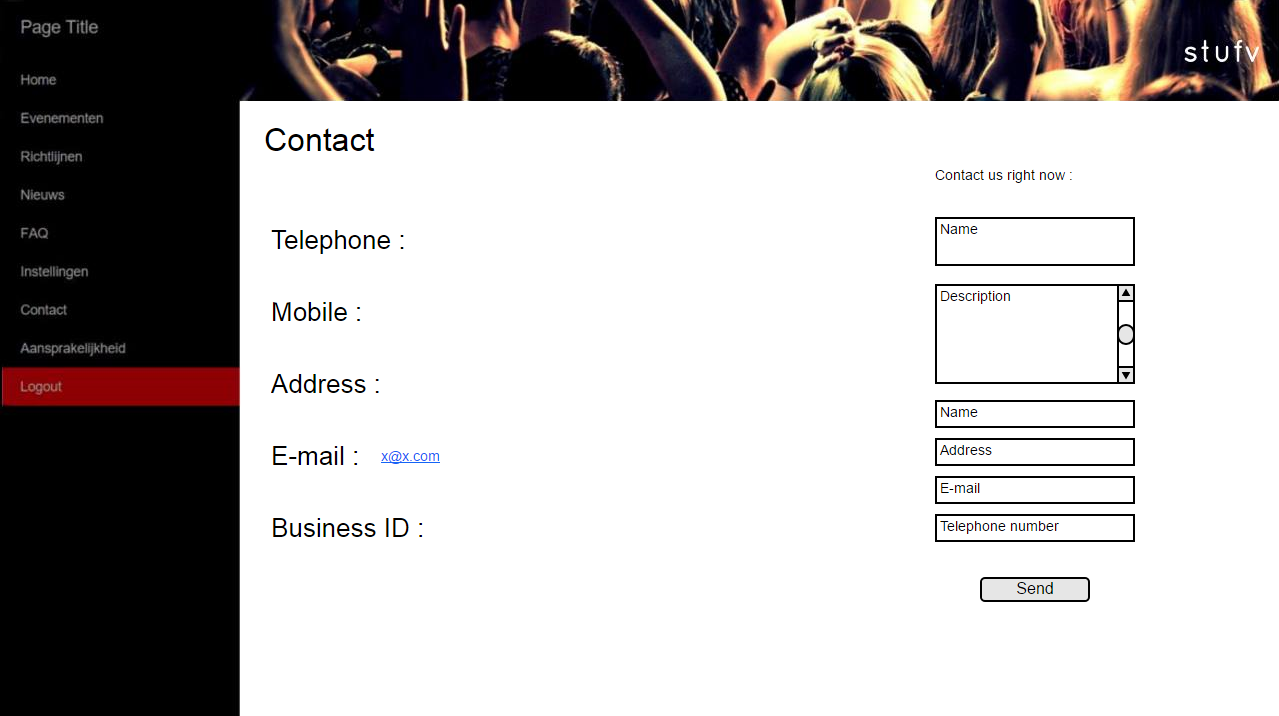 Page Title
stufv
Home
Evenementen
Richtlijnen
Nieuws
FAQ
Instellingen
Contact
Aansprakelijkheid
Logout
Contact
Telephone :
Mobile :
Address :
E-mail : x@x.com
Business ID :
Contact us right now :
Name
Description
Name
Address
E-mail
Telephone number
Send